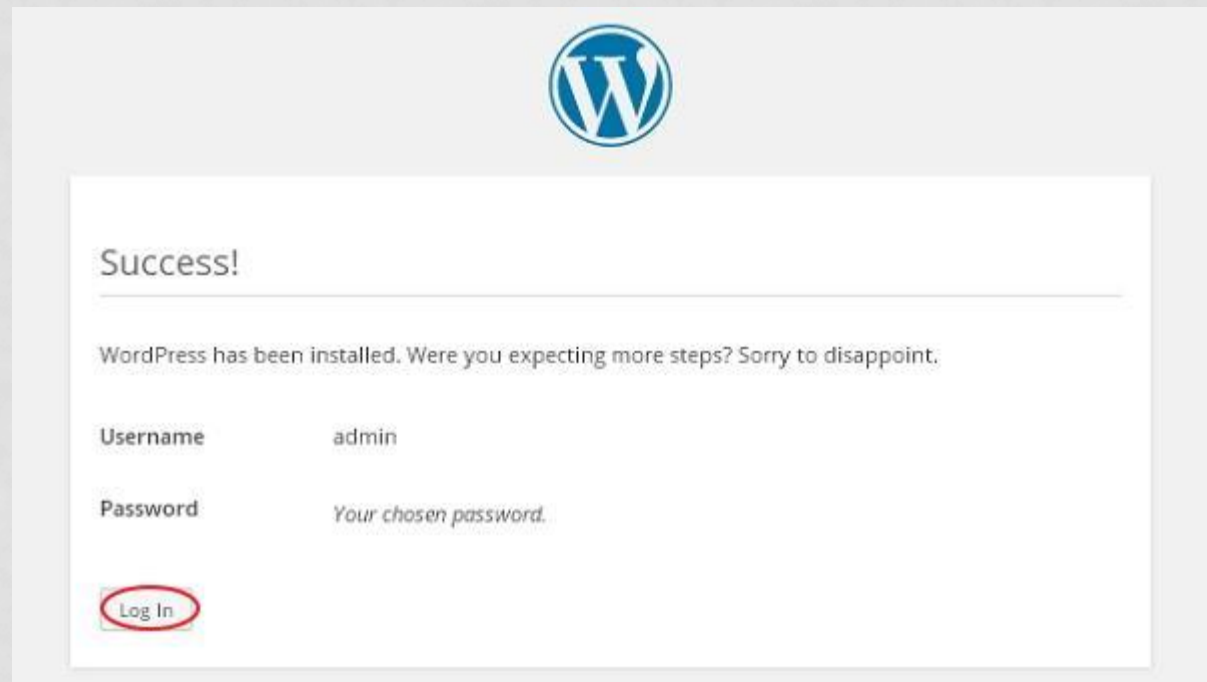 Success!
WordPress has been installed. Were you expecting more steps? Sorry to disappoint.
Username admin
Password Your chosen password.
Log In